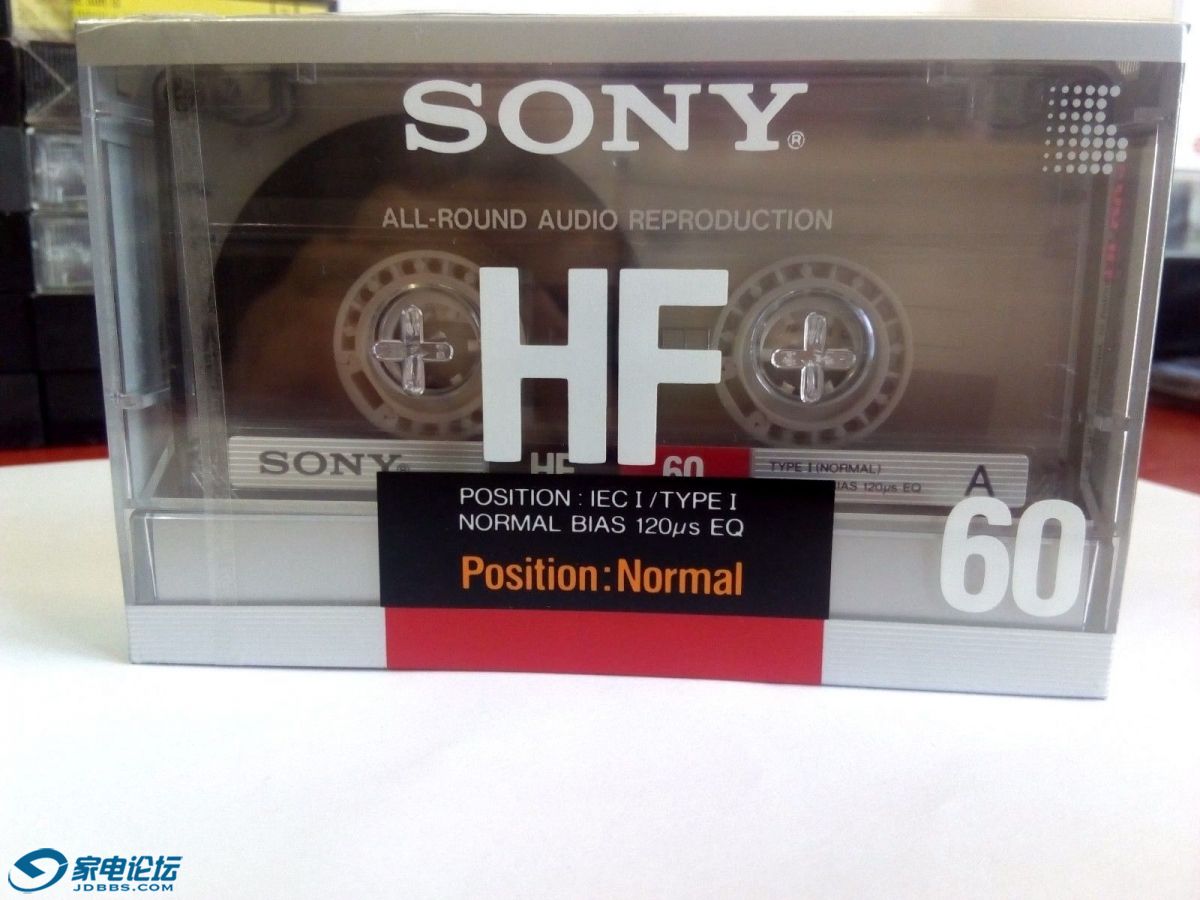 SONY®
ALL-ROUND AUDIO REPRODUCTION
HF
SONY®
HF
60
TYPE I (NORMAL)
BIAS 120µs EQ
A
POSITION : IEC I / TYPE I
NORMAL BIAS 120µs EQ
Position:Normal
60
家电论坛
JDBBS.COM